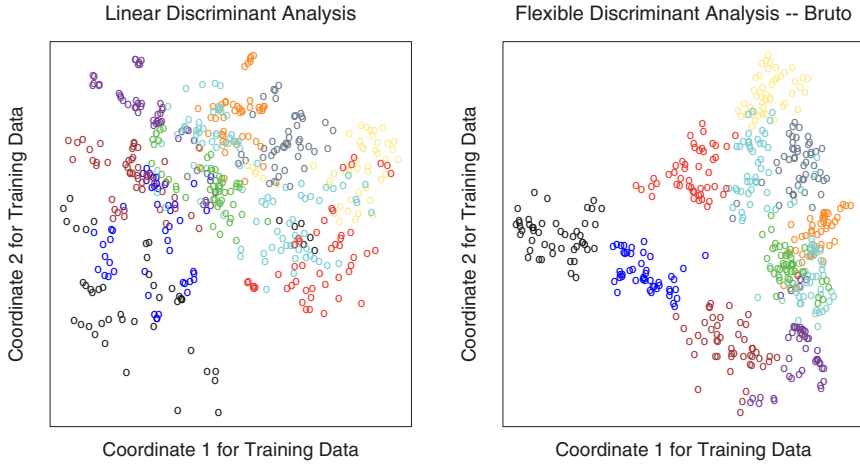 Linear Discriminant Analysis
Coordinate 2 for Training Data
Coordinate 1 for Training Data
Flexible Discriminant Analysis -- Bruto
Coordinate 2 for Training Data
Coordinate 1 for Training Data